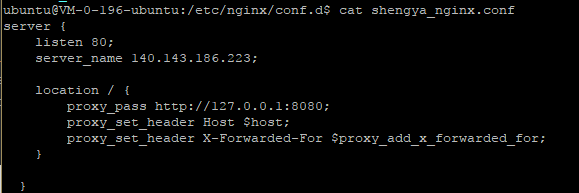 ubuntu@VM-0-196-ubuntu:/etc/nginx/conf.d$ cat shengya_nginx.conf
server {
    listen 80;
    server_name 140.143.186.223;

    location / {
        proxy_pass http://127.0.0.1:8080;
        proxy_set_header Host $host;
        proxy_set_header X-Forwarded-For $proxy_add_x_forwarded_for;
    }

  }